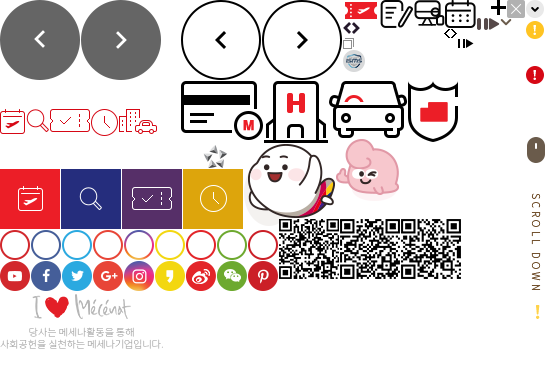 H
M
ISMS
SCROLL DOWN
G+
I ❤ Mécénat
당사는 메세나활동을 통해
사회공헌을 실천하는 메세나기업입니다.